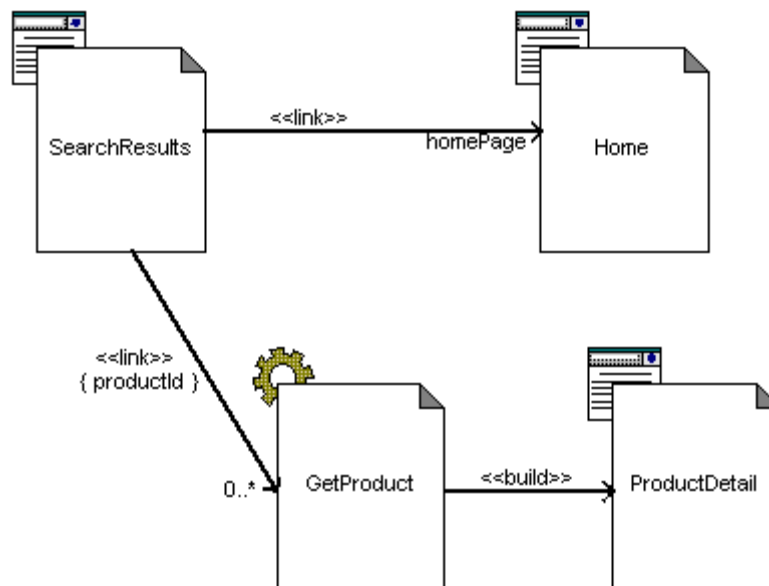 <<link>>
homePage
SearchResults
Home
<<link>>
{ productId }
0..*
GetProduct
<<build>>
ProductDetail